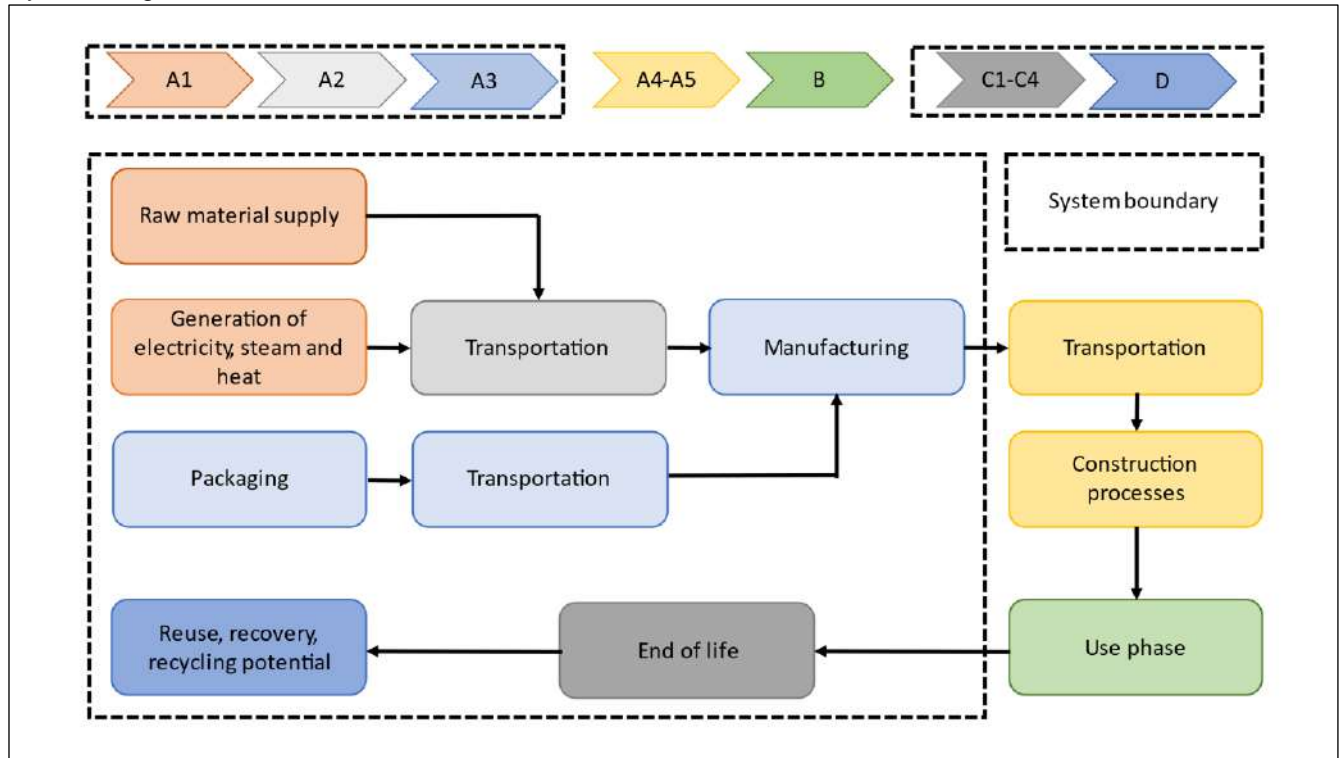 A1
A2
A3
A4-A5
B
C1-C4
D
Raw material supply
System boundary
Generation of
electricity, steam and
heat
Transportation
Manufacturing
Transportation
Packaging
Transportation
Construction
processes
Reuse, recovery,
recycling potential
End of life
Use phase